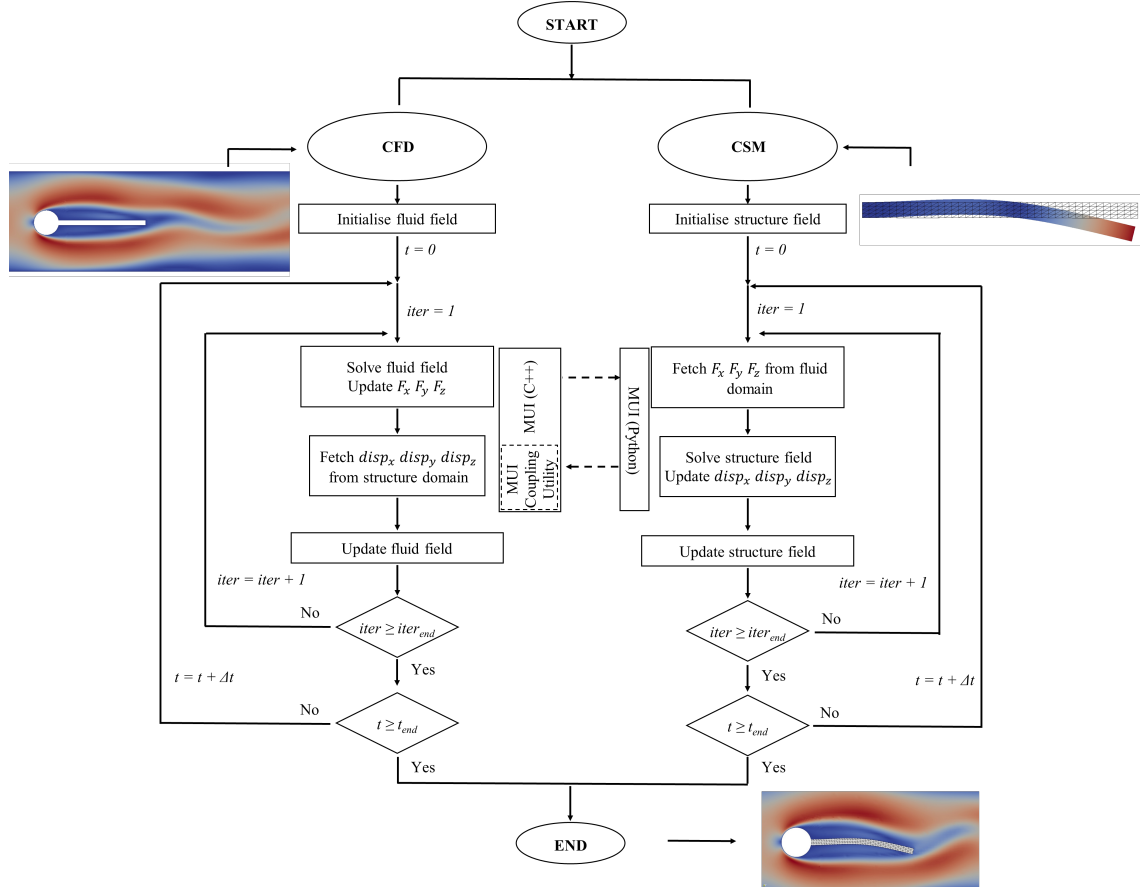 START
CFD
CSM
Initialise fluid field
Initialise structure field
t = 0
t = 0
iter = 1
iter = 1
Solve fluid field
Update F_x F_y F_z
MUI (C++)
MUI (Python)
Fetch F_x F_y F_z from fluid
domain
Fetch disp_x disp_y disp_z
from structure domain
MUI
Coupling
Utility
Solve structure field
Update disp_x disp_y disp_z
Update fluid field
Update structure field
iter = iter + 1
iter = iter + 1
No
iter ≥ iter_end
iter ≥ iter_end
No
Yes
Yes
t = t + Δt
t = t + Δt
No
t ≥ t_end
t ≥ t_end
No
Yes
Yes
END